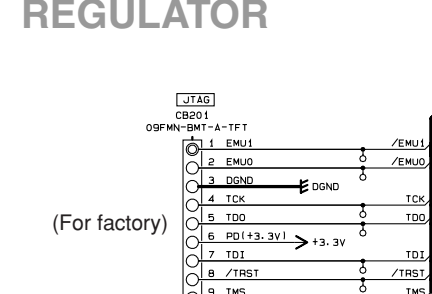 REGULATOR
JTAG
CB201
09FMN-BMT-A-TFT
1 EMU1 /EMU1
2 EMU0 /EMU0
3 DGND DGND
4 TCK TCK
(For factory) 5 TDO TDO
6 PD(+3.3V) +3.3V
7 TDI TDI
8 /TRST /TRST
9 TMS TMS